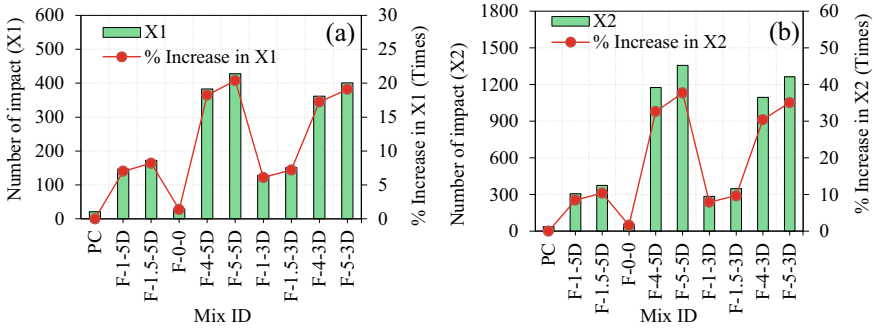 (a)
X1
% Increase in X1
Number of impact (X1)
600
500
400
300
200
100
0
30
25
20
15
10
5
0
% Increase in X1 (Times)
PC
F-1-5D
F-1.5-5D
F-0-0
F-4-5D
F-5-5D
F-1-3D
F-1.5-3D
F-4-3D
F-5-3D
Mix ID
(b)
X2
% Increase in X2
Number of impact (X2)
1800
1500
1200
900
600
300
0
60
50
40
30
20
10
0
% Increase in X2 (Times)
PC
F-1-5D
F-1.5-5D
F-0-0
F-4-5D
F-5-5D
F-1-3D
F-1.5-3D
F-4-3D
F-5-3D
Mix ID